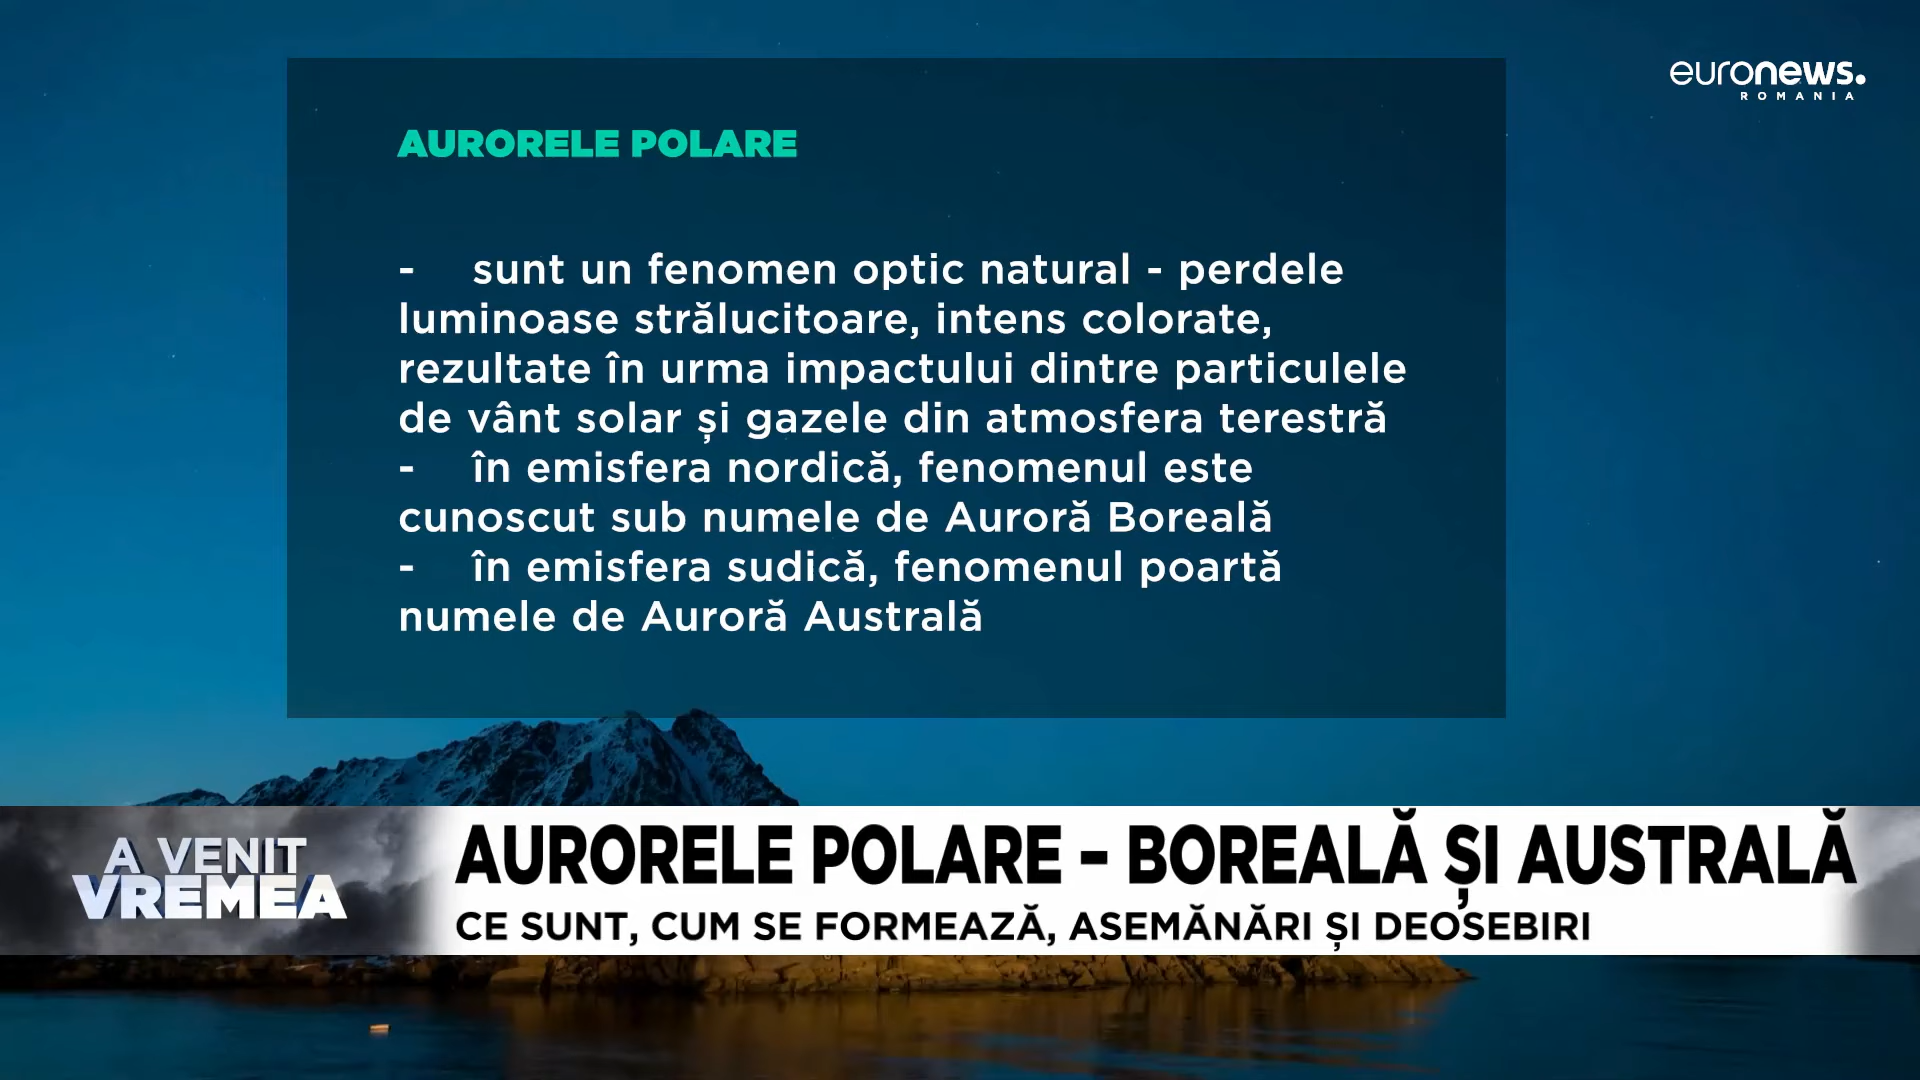 euronews.
ROMANIA
AURORELE POLARE
- sunt un fenomen optic natural - perdele
luminoase strălucitoare, intens colorate,
rezultate în urma impactului dintre particulele
de vânt solar și gazele din atmosfera terestră
- în emisfera nordică, fenomenul este
cunoscut sub numele de Auroră Boreală
- în emisfera sudică, fenomenul poartă
numele de Auroră Australă
A VENIT
VREMEA
AURORELE POLARE - BOREALĂ ȘI AUSTRALĂ
CE SUNT, CUM SE FORMEAZĂ, ASEMĂNĂRI ȘI DEOSEBIRI